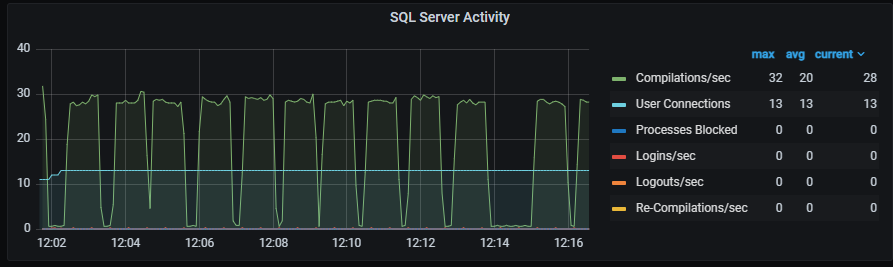 SQL Server Activity
40
30
20
10
0
12:02 12:04 12:06 12:08 12:10 12:12 12:14 12:16
max avg current
Compilations/sec 32 20 28
User Connections 13 13 13
Processes Blocked 0 0 0
Logins/sec 0 0 0
Logouts/sec 0 0 0
Re-Compilations/sec 0 0 0